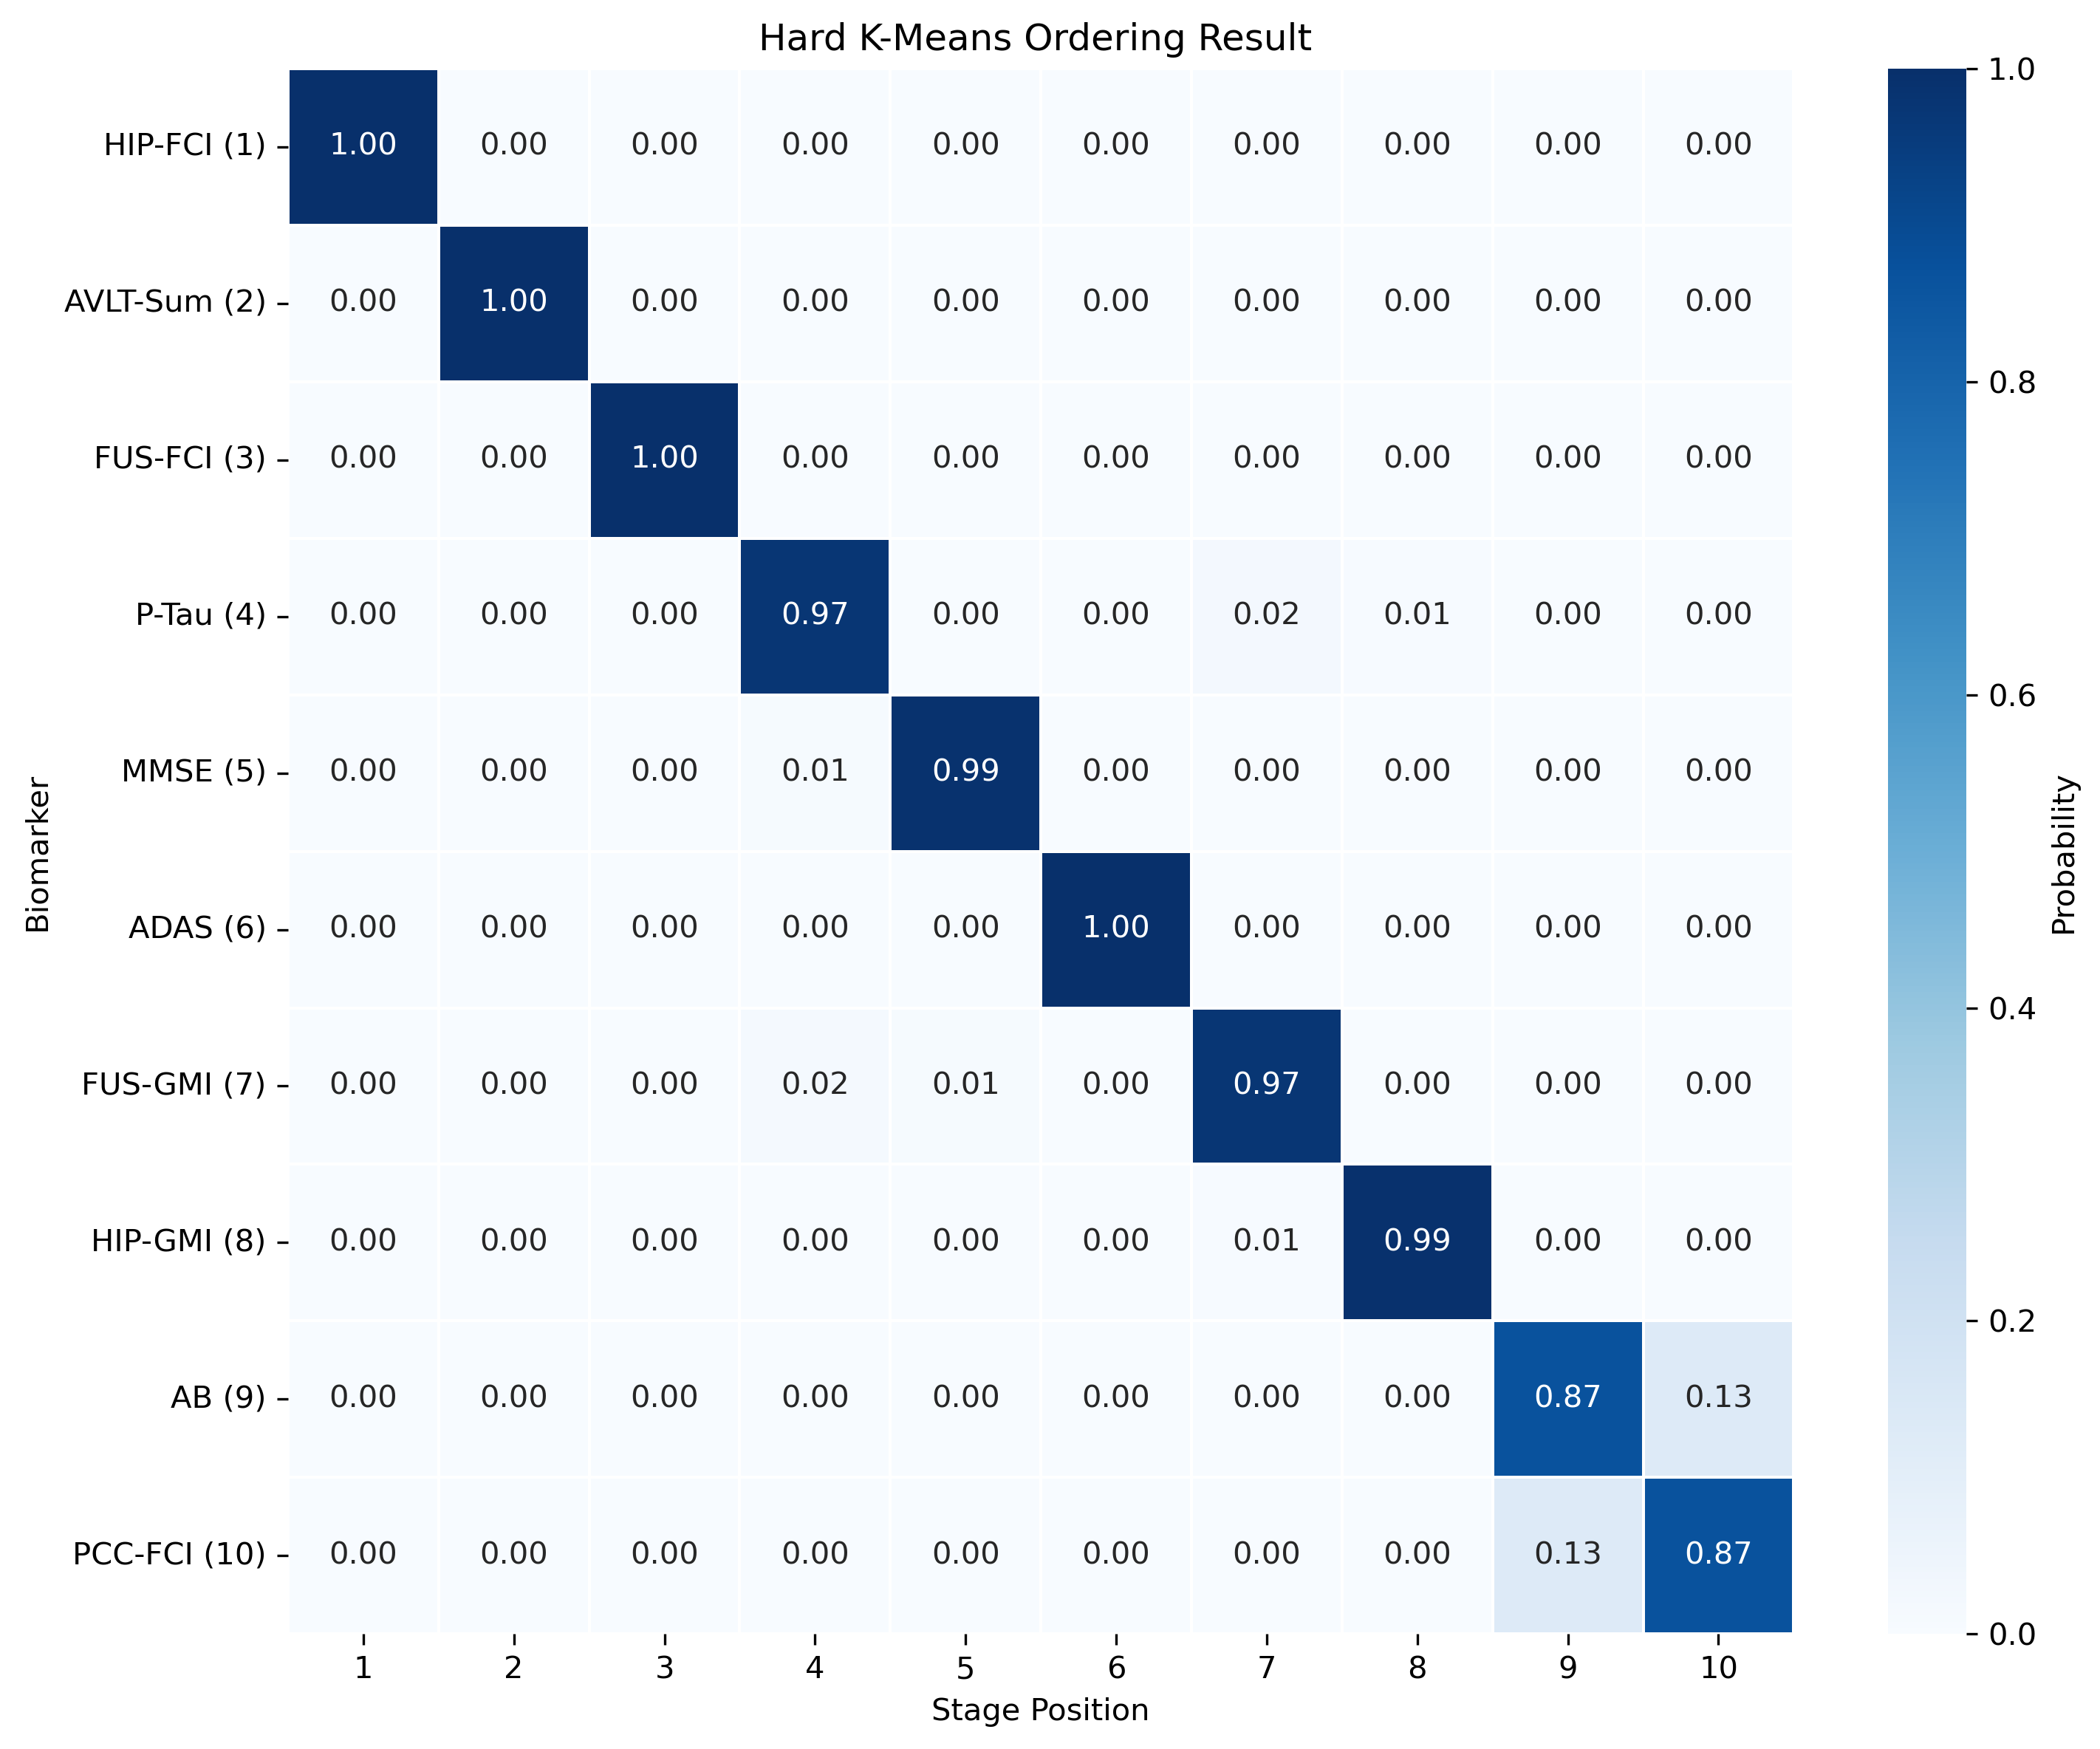 Hard K-Means Ordering Result
HIP-FCI (1) 1.00 0.00 0.00 0.00 0.00 0.00 0.00 0.00 0.00 0.00
AVLT-Sum (2) 0.00 1.00 0.00 0.00 0.00 0.00 0.00 0.00 0.00 0.00
FUS-FCI (3) 0.00 0.00 1.00 0.00 0.00 0.00 0.00 0.00 0.00 0.00
P-Tau (4) 0.00 0.00 0.00 0.97 0.00 0.00 0.02 0.01 0.00 0.00
MMSE (5) 0.00 0.00 0.00 0.01 0.99 0.00 0.00 0.00 0.00 0.00
ADAS (6) 0.00 0.00 0.00 0.00 0.00 1.00 0.00 0.00 0.00 0.00
FUS-GMI (7) 0.00 0.00 0.00 0.02 0.01 0.00 0.97 0.00 0.00 0.00
HIP-GMI (8) 0.00 0.00 0.00 0.00 0.00 0.00 0.01 0.99 0.00 0.00
AB (9) 0.00 0.00 0.00 0.00 0.00 0.00 0.00 0.00 0.87 0.13
PCC-FCI (10) 0.00 0.00 0.00 0.00 0.00 0.00 0.00 0.00 0.13 0.87
1 2 3 4 5 6 7 8 9 10
Stage Position
Biomarker
1.0
0.8
0.6
0.4
0.2
0.0
Probability